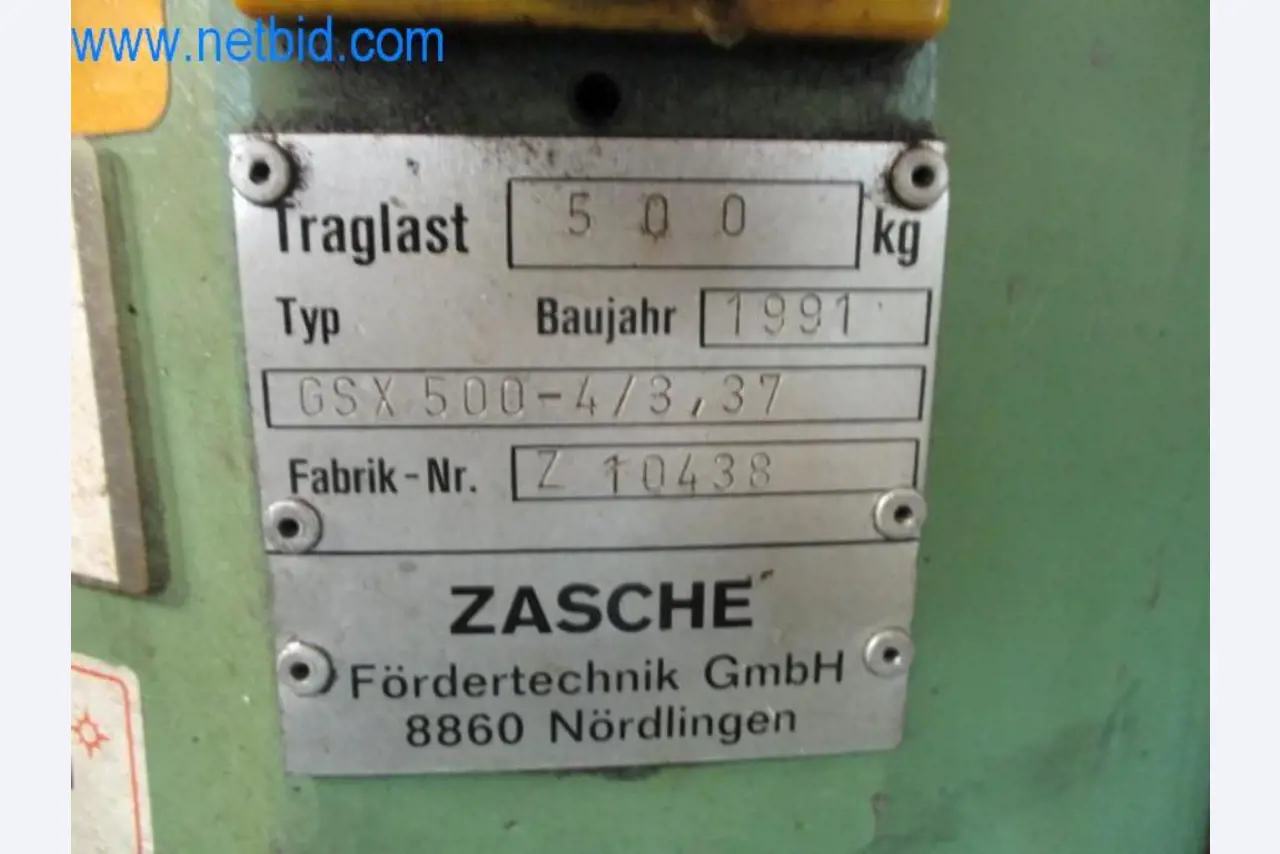 www.netbid.com
Traglast 500 kg
Typ Baujahr 1991
GSX 500-4/3,37
Fabrik-Nr. Z 10438
ZASCHE
Fördertechnik GmbH
8860 Nördlingen